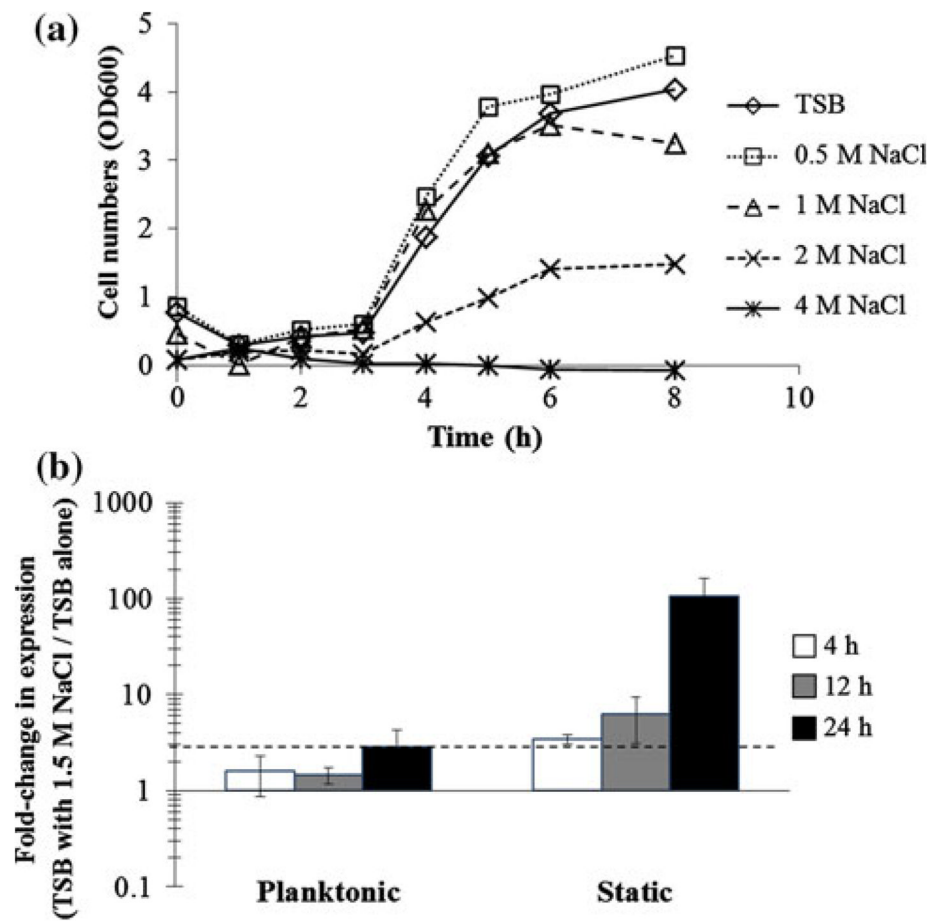 (a)
Cell numbers (OD600)
5
4
3
2
1
0
0
2
4
6
8
10
Time (h)
TSB
0.5 M NaCl
1 M NaCl
2 M NaCl
4 M NaCl
(b)
Fold-change in expression
(TSB with 1.5 M NaCl / TSB alone)
1000
100
10
1
0.1
Planktonic
Static
4 h
12 h
24 h